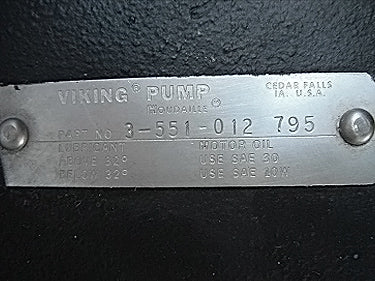 VIKING® PUMP
HOUDAILLE ®
CEDAR FALLS
IA. U.S.A.
PART NO 3-551-012 795
LUBRICANT MOTOR OIL
ABOVE 32° USE SAE 30
BELOW 32° USE SAE 10W